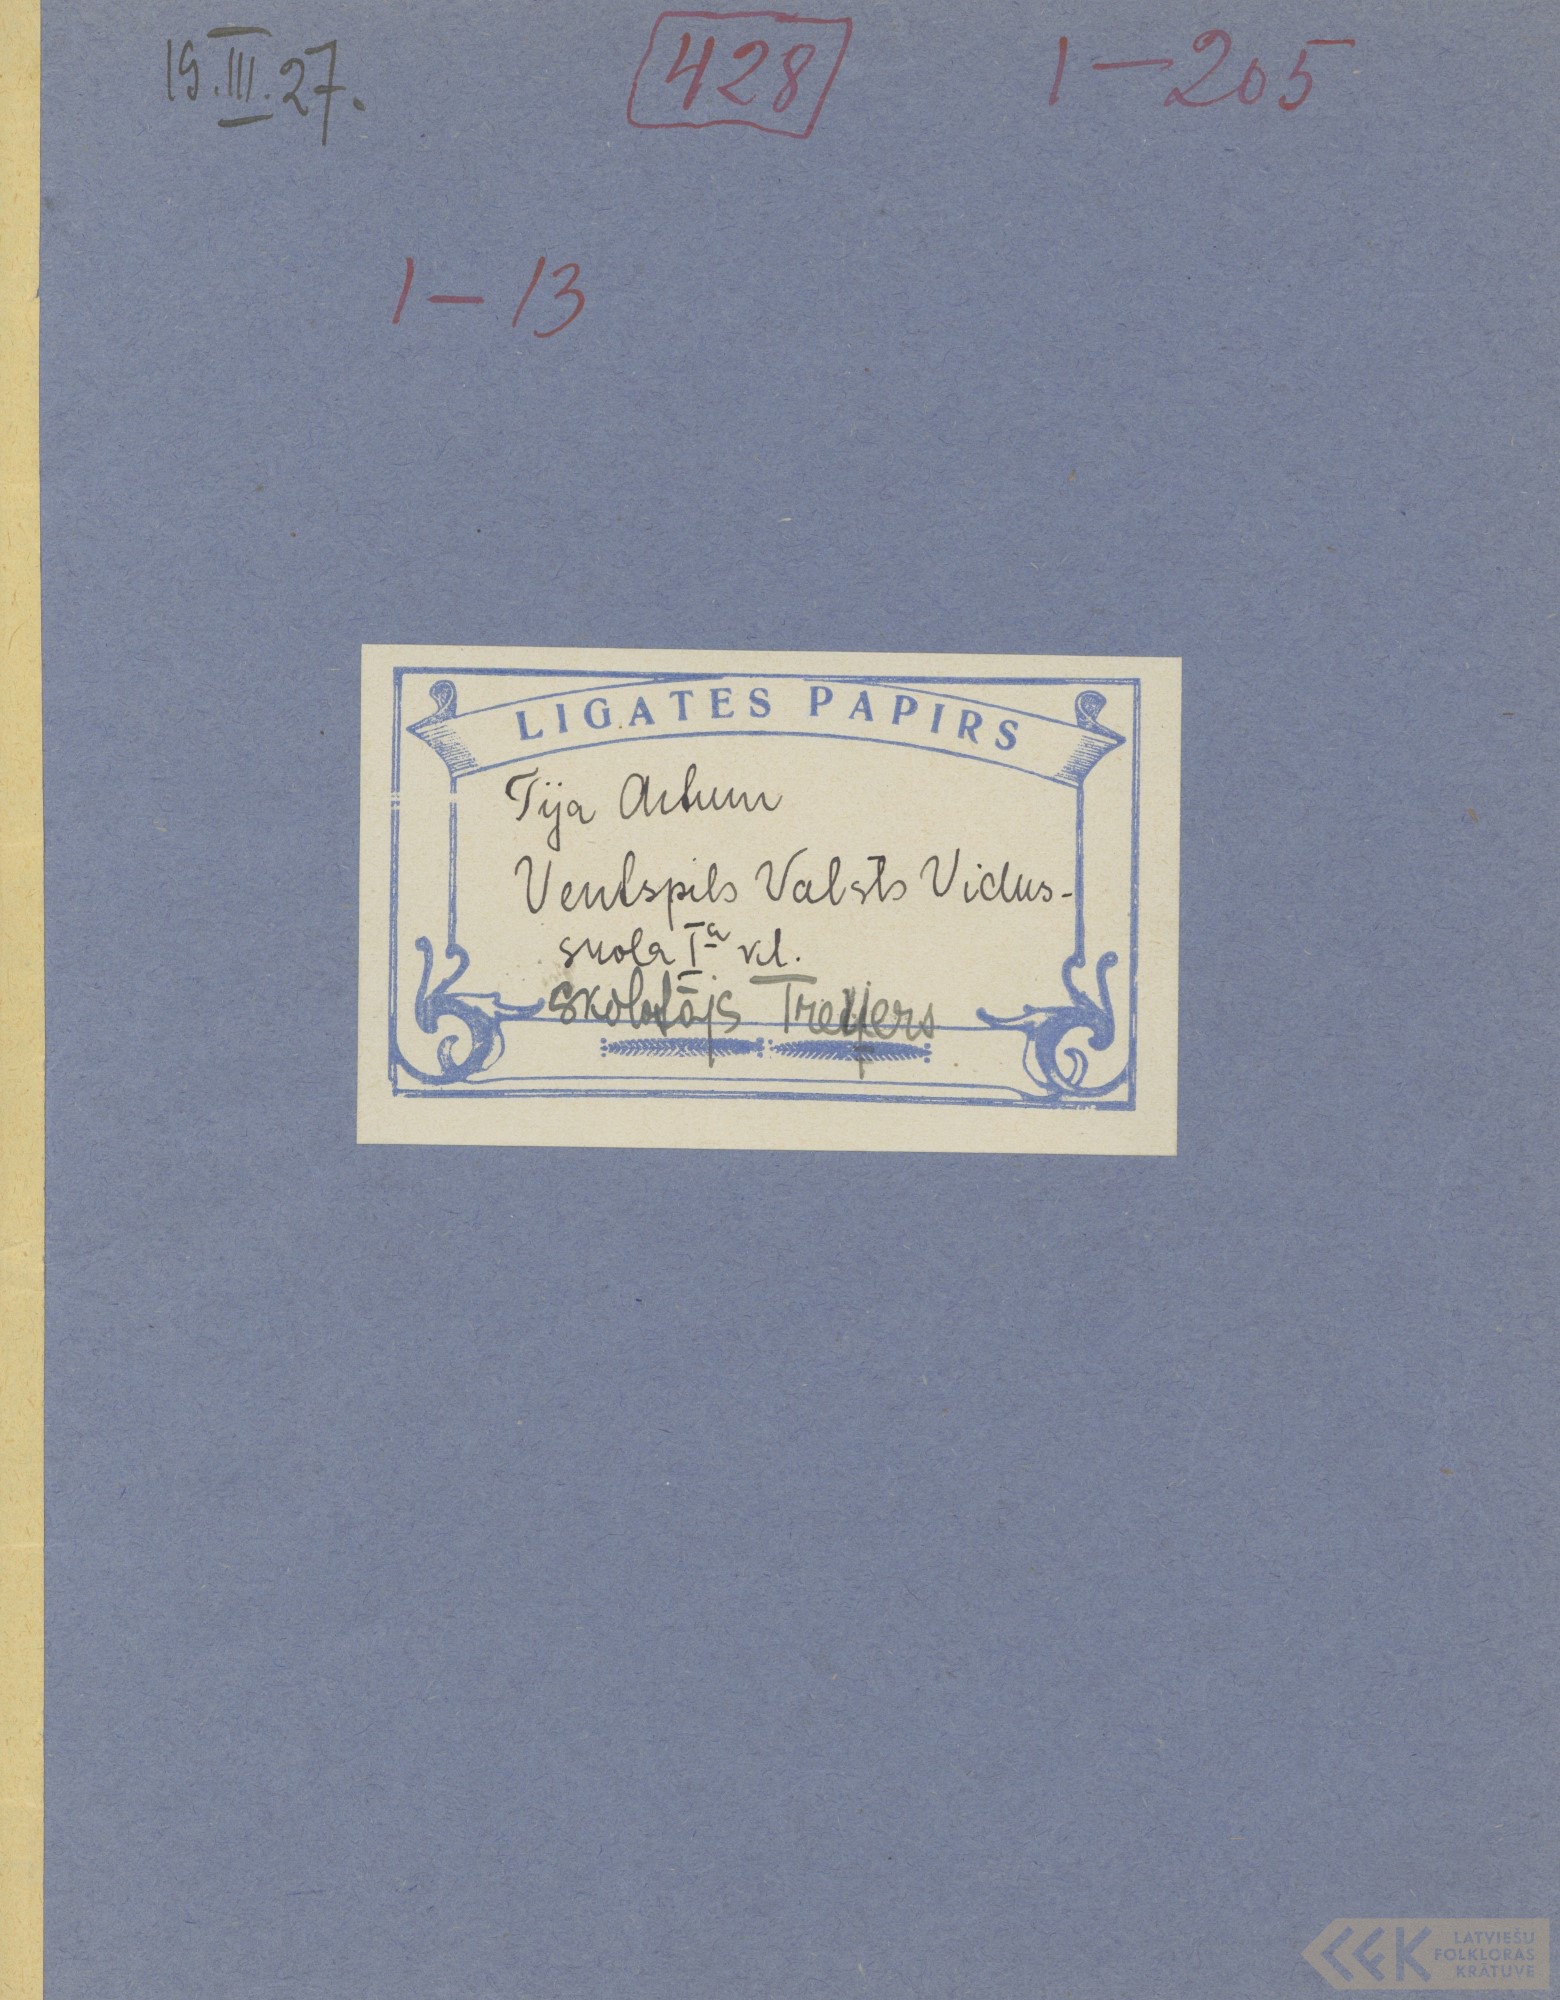 19.III.27.
428
1-205
1-13
LIGATES PAPIRS
Tija Artum
Ventspils Valsts Vidus-
skola Iª kl.
Skolotājs Treijers
LATVIEŠU
FOLKLORAS
KRĀTUVE